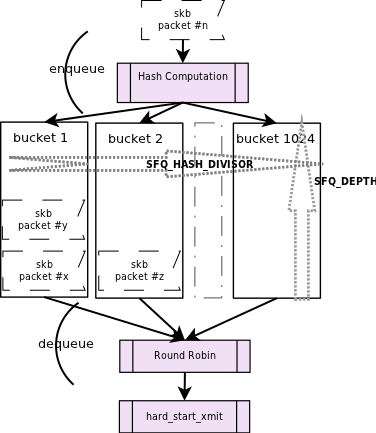 skb
packet #n
enqueue
Hash Computation
bucket 1
bucket 2
bucket 1024
SFQ_HASH_DIVISOR
SFQ_DEPTH
skb
packet #y
skb
packet #x
skb
packet #z
dequeue
Round Robin
hard_start_xmit